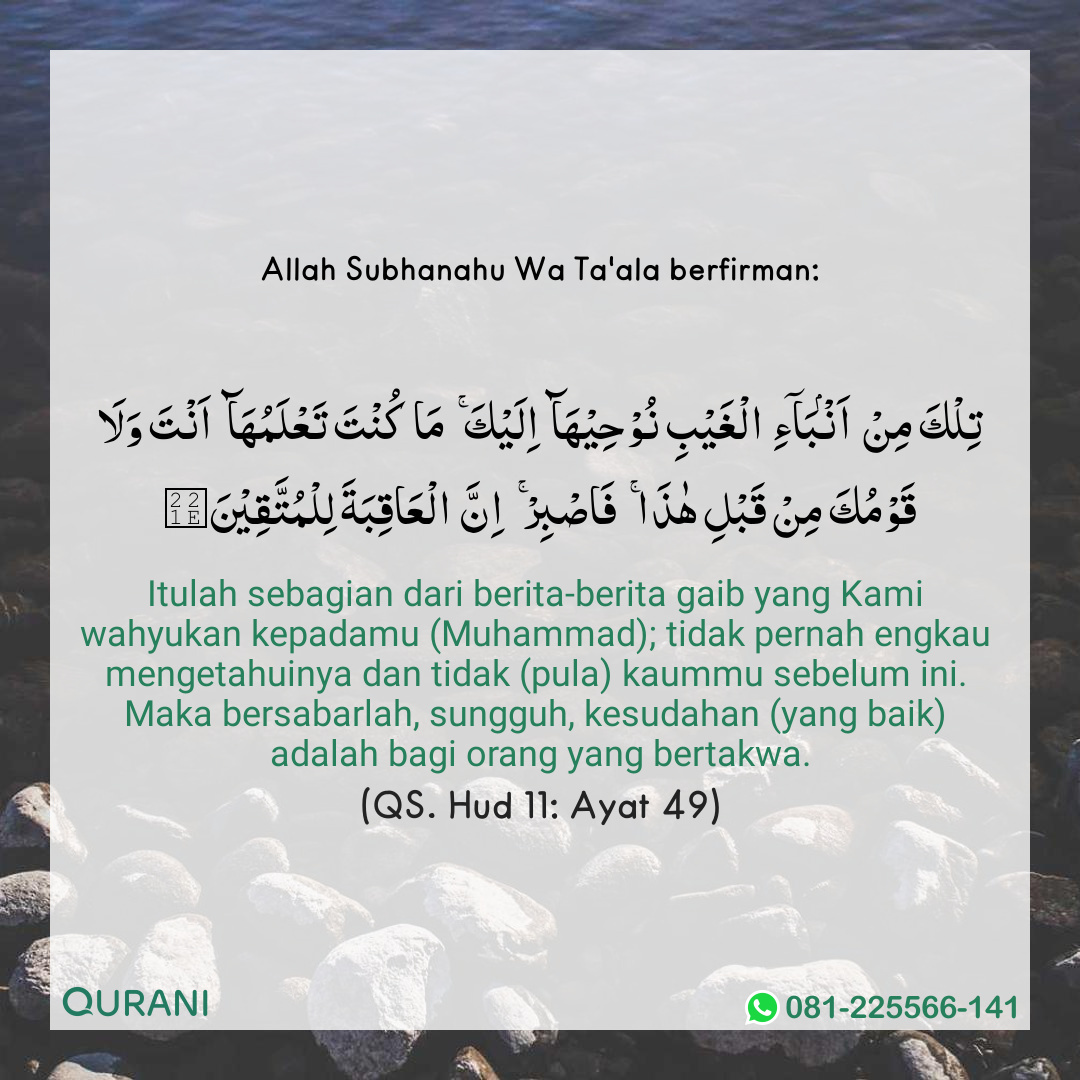 Allah Subhanahu Wa Ta'ala berfirman:
تِلْكَ مِنْ اَنْۢبَآءِ الْغَيْبِ نُوْحِيْهَآ اِلَيْكَ ۚ مَا كُنْتَ تَعْلَمُهَآ اَنْتَ وَلَا
قَوْمُكَ مِنْ قَبْلِ هٰذَا ۚ فَاصْبِرْ ۚ اِنَّ الْعَاقِبَةَ لِلْمُتَّقِيْنَ∞
Itulah sebagian dari berita-berita gaib yang Kami
wahyukan kepadamu (Muhammad); tidak pernah engkau
mengetahuinya dan tidak (pula) kaummu sebelum ini.
Maka bersabarlah, sungguh, kesudahan (yang baik)
adalah bagi orang yang bertakwa.
(QS. Hud 11: Ayat 49)
QURANI
081-225566-141